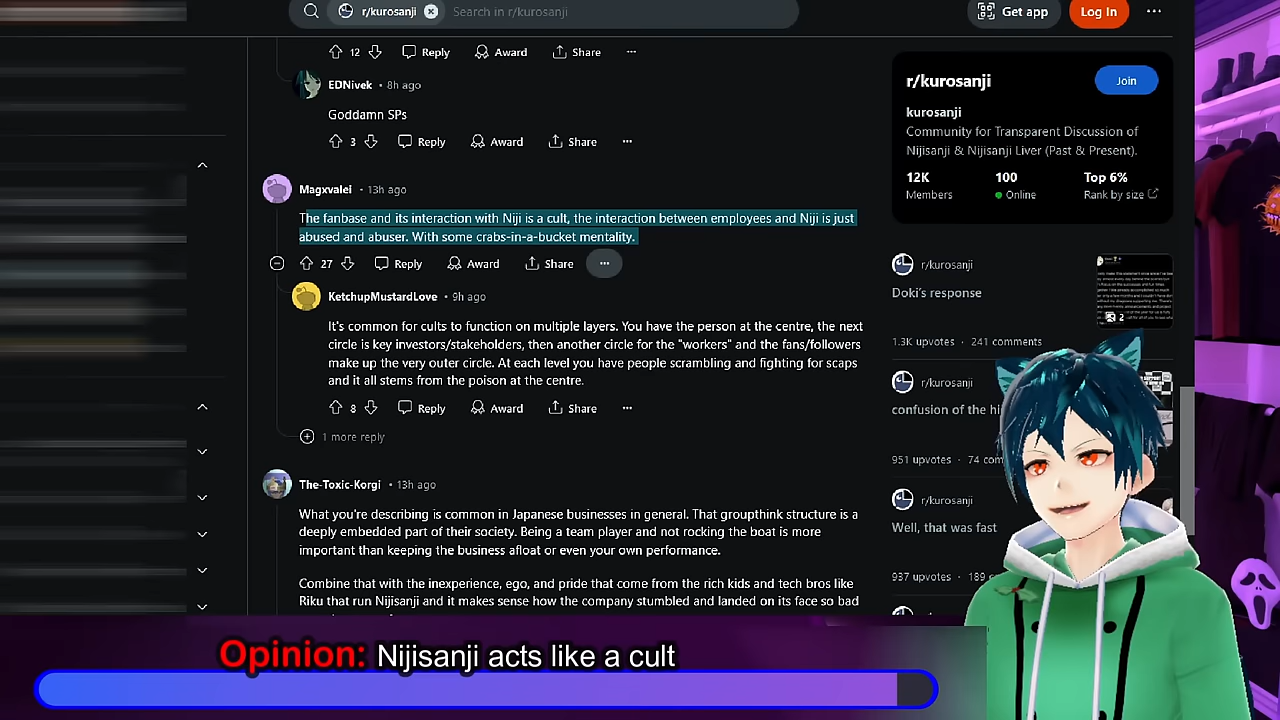 r/kurosanji
Search in r/kurosanji
Get app
Log In
12
Reply
Award
Share
EDNivek • 8h ago
Goddamn SPs
3
Reply
Award
Share
Magxvalei • 13h ago
The fanbase and its interaction with Niji is a cult, the interaction between employees and Niji is just
abused and abuser. With some crabs-in-a-bucket mentality.
27
Reply
Award
Share
9h ago
It's common
on multiple layers. You have the
at the centre, the next
circle is key investors/stakeholders, then another circle for the "workers" and the fans/followers
make up the very outer circle. At each level you have people scrambling and fighting for scaps
and it all stems from the poison at the centre.
8
Reply
Award
Share
1 more reply
The-Toxic-Korgi • 13h ago
What you're describing is common in Japanese businesses in general. That groupthink structure is a
deeply embedded part of their society. Being a team player and not rocking the boat is more
important than keeping the business afloat or even your own performance.
Combine that with the inexperience, ego, and pride that come from the rich kids and tech bros like
Riku that run Nijisanji and it makes sense how the company stumbled and landed on its face so bad
r/kurosanji
Join
kurosanji
Community for Transparent Discussion of
Nijisanji & Nijisanji Liver (Past & Present).
12K
100
Top 6%
Members
Online
Rank by size
r/kurosanji
Doki's response
2
1.3K upvotes • 241 comments
r/kurosanji
confusion of the
951 upvotes • 74
r/kurosanji
Well, that was fast
937 upvotes • 189
Opinion: Nijisanji acts like a cult